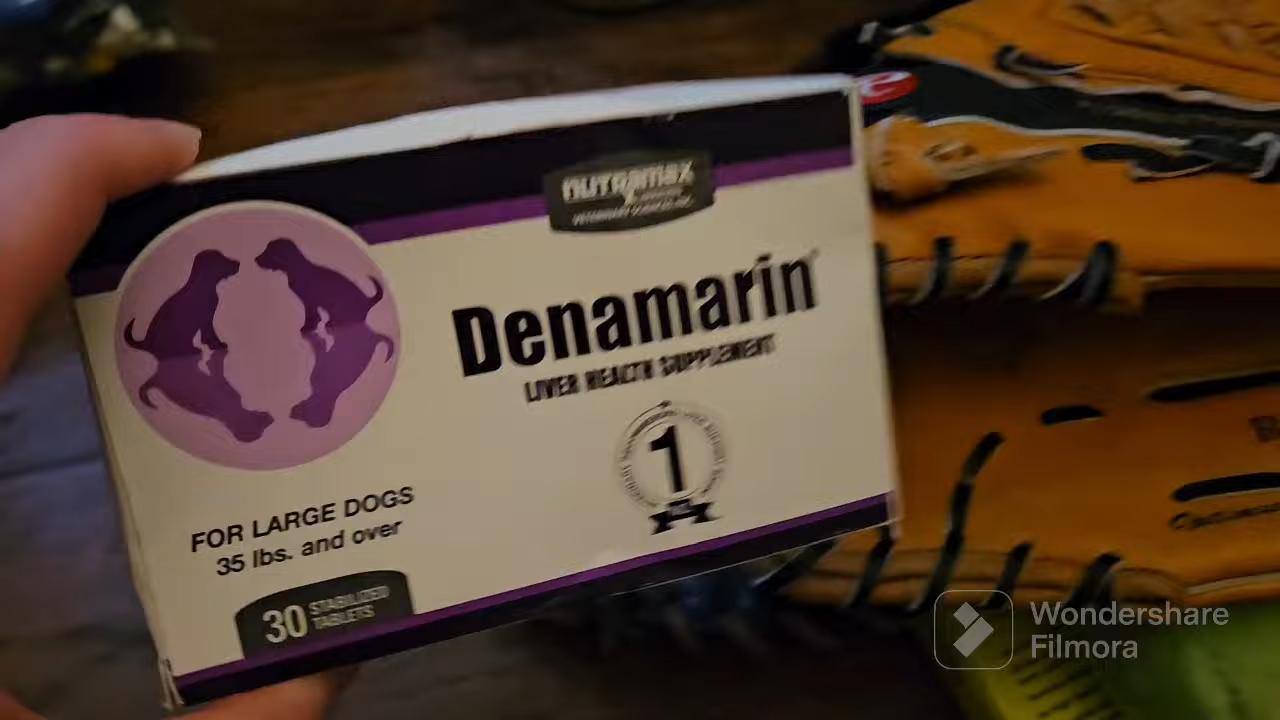 nutramax
Denamarin
LIVER HEALTH SUPPLEMENT
1
FOR LARGE DOGS
35 lbs. and over
30 STABILIZED
TABLETS
Wondershare
Filmora